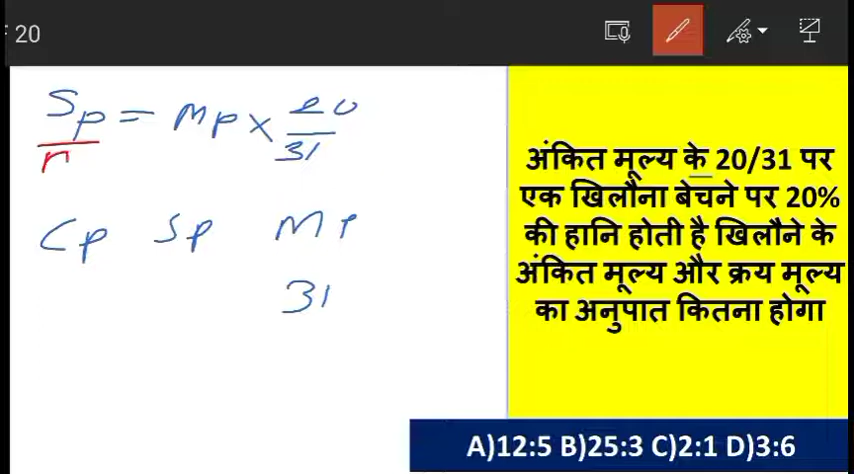 20
Sp = Mp × 20/31
Cp Sp Mp
31
अंकित मूल्य के 20/31 पर
एक खिलौना बेचने पर 20%
की हानि होती है खिलौने के
अंकित मूल्य और क्रय मूल्य
का अनुपात कितना होगा
A)12:5 B)25:3 C)2:1 D)3:6